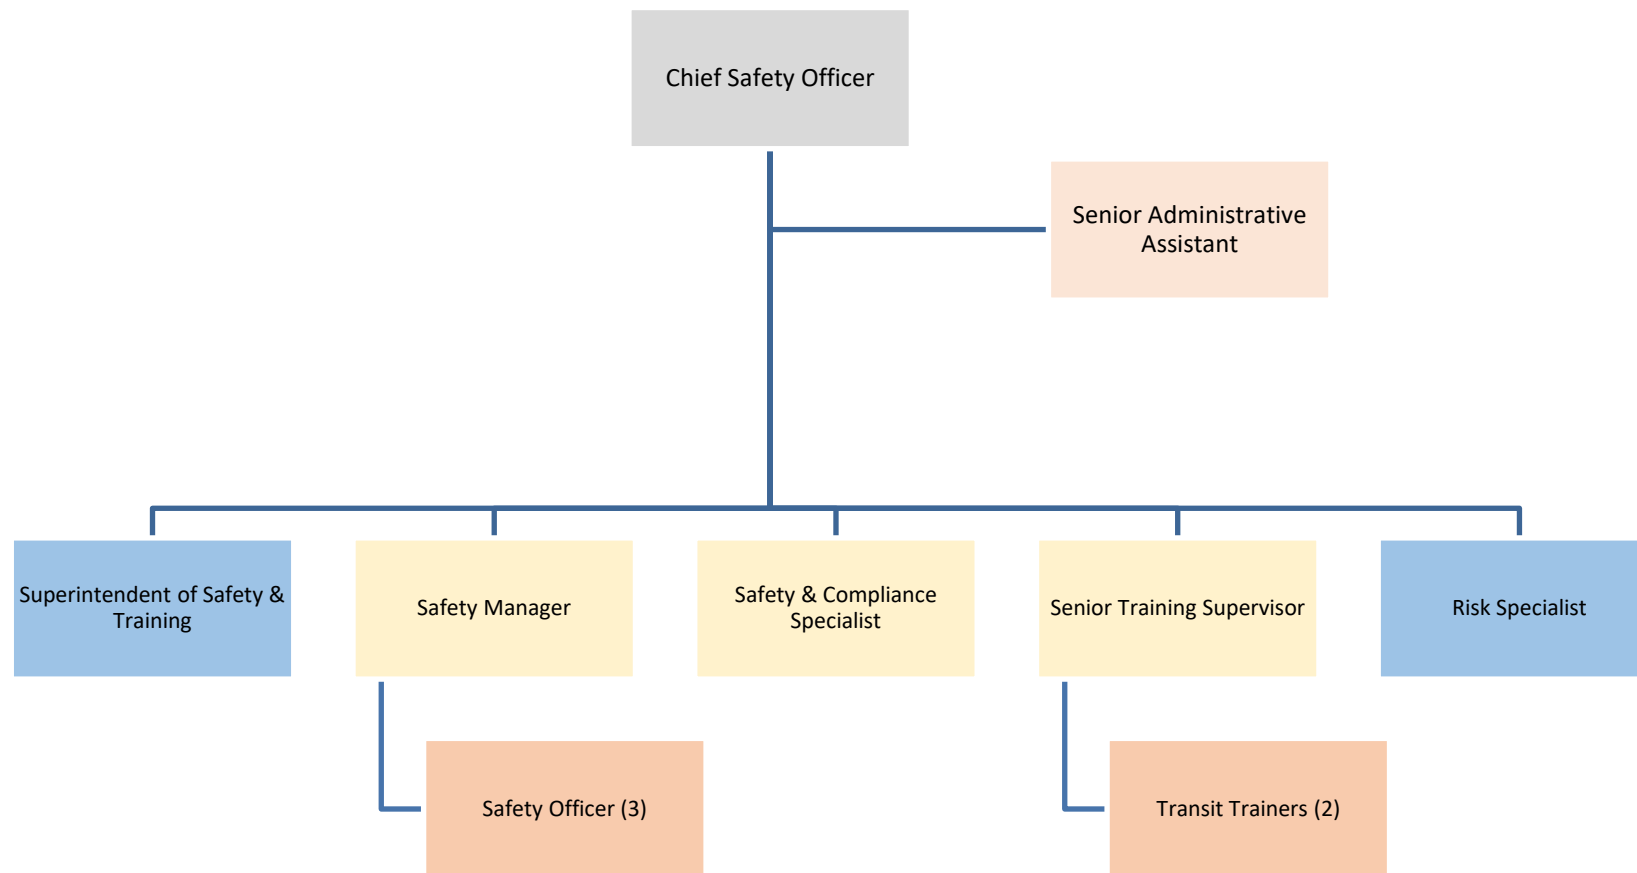 Chief Safety Officer
Senior Administrative
Assistant
Superintendent of Safety &
Training
Safety Manager
Safety & Compliance
Specialist
Senior Training Supervisor
Risk Specialist
Safety Officer (3)
Transit Trainers (2)